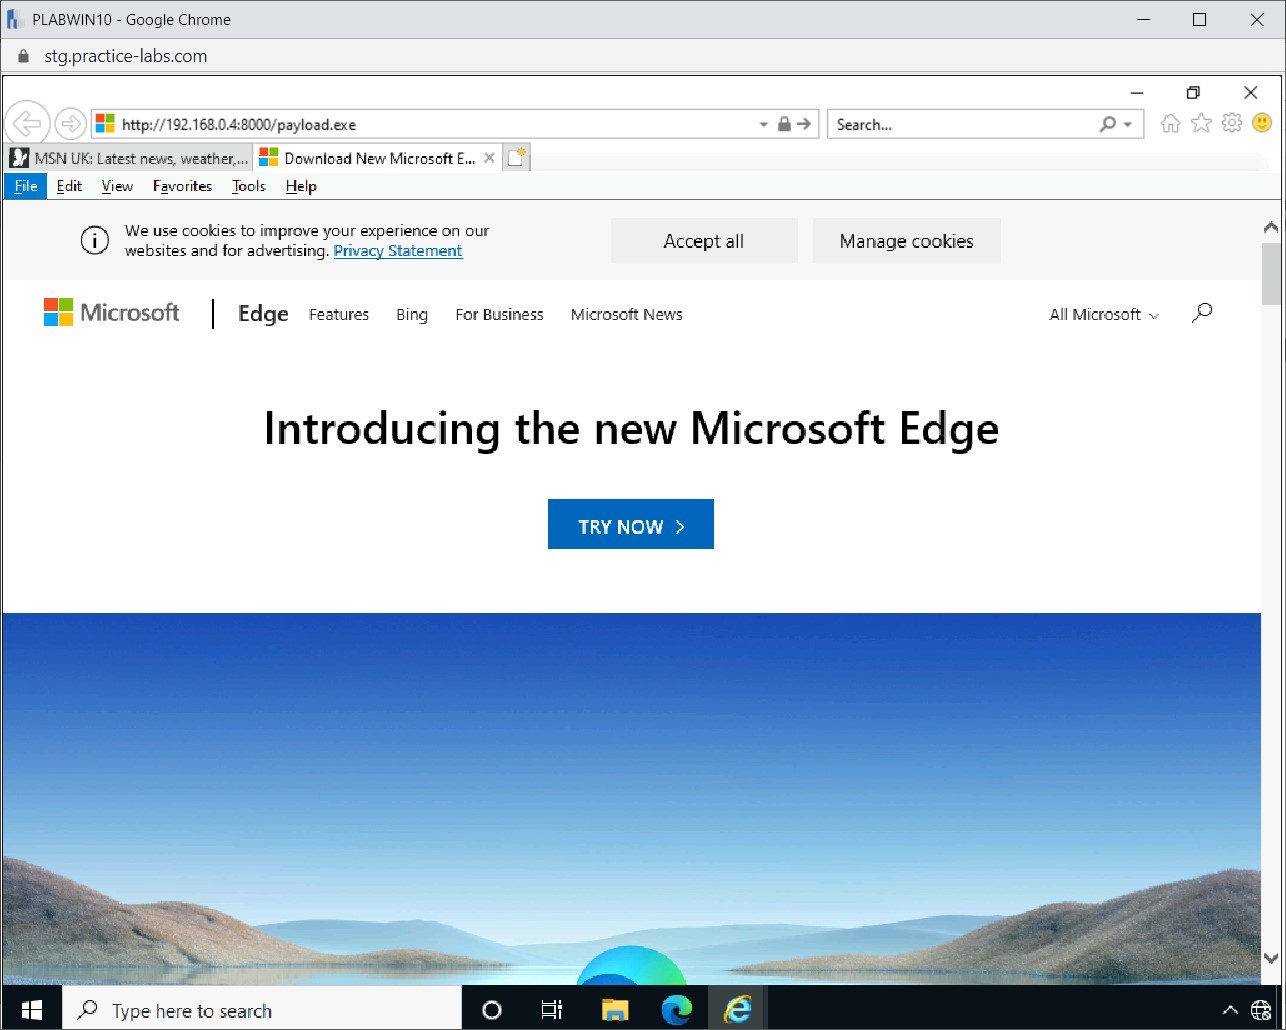 PLABWIN10 - Google Chrome
stg.practice-labs.com
http://192.168.0.4:8000/payload.exe
Search...
MSN UK: Latest news, weather,...
Download New Microsoft E...
File Edit View Favorites Tools Help
We use cookies to improve your experience on our
websites and for advertising. Privacy Statement
Accept all
Manage cookies
Microsoft
Edge Features Bing For Business Microsoft News
All Microsoft
Introducing the new Microsoft Edge
TRY NOW
Type here to search